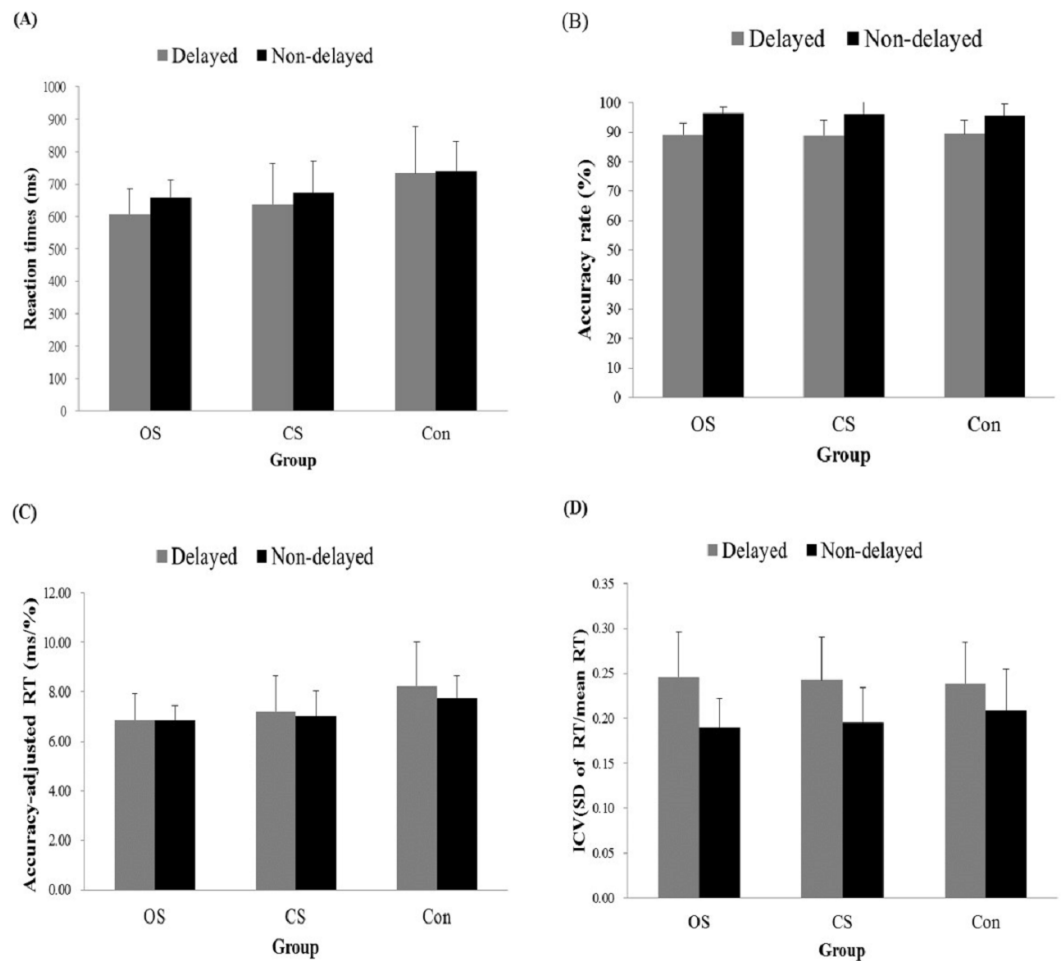 (A)
Delayed Non-delayed
Reaction times (ms)
1000
900
800
700
600
500
400
300
200
100
0
OS CS Con
Group
(B)
Delayed Non-delayed
Accuracy rate (%)
100
90
80
70
60
50
40
30
20
10
0
OS CS Con
Group
(C)
Delayed Non-delayed
Accuracy-adjusted RT (ms/%)
12.00
10.00
8.00
6.00
4.00
2.00
0.00
OS CS Con
Group
(D)
Delayed Non-delayed
ICV(SD of RT/mean RT)
0.35
0.30
0.25
0.20
0.15
0.10
0.05
0.00
OS CS Con
Group